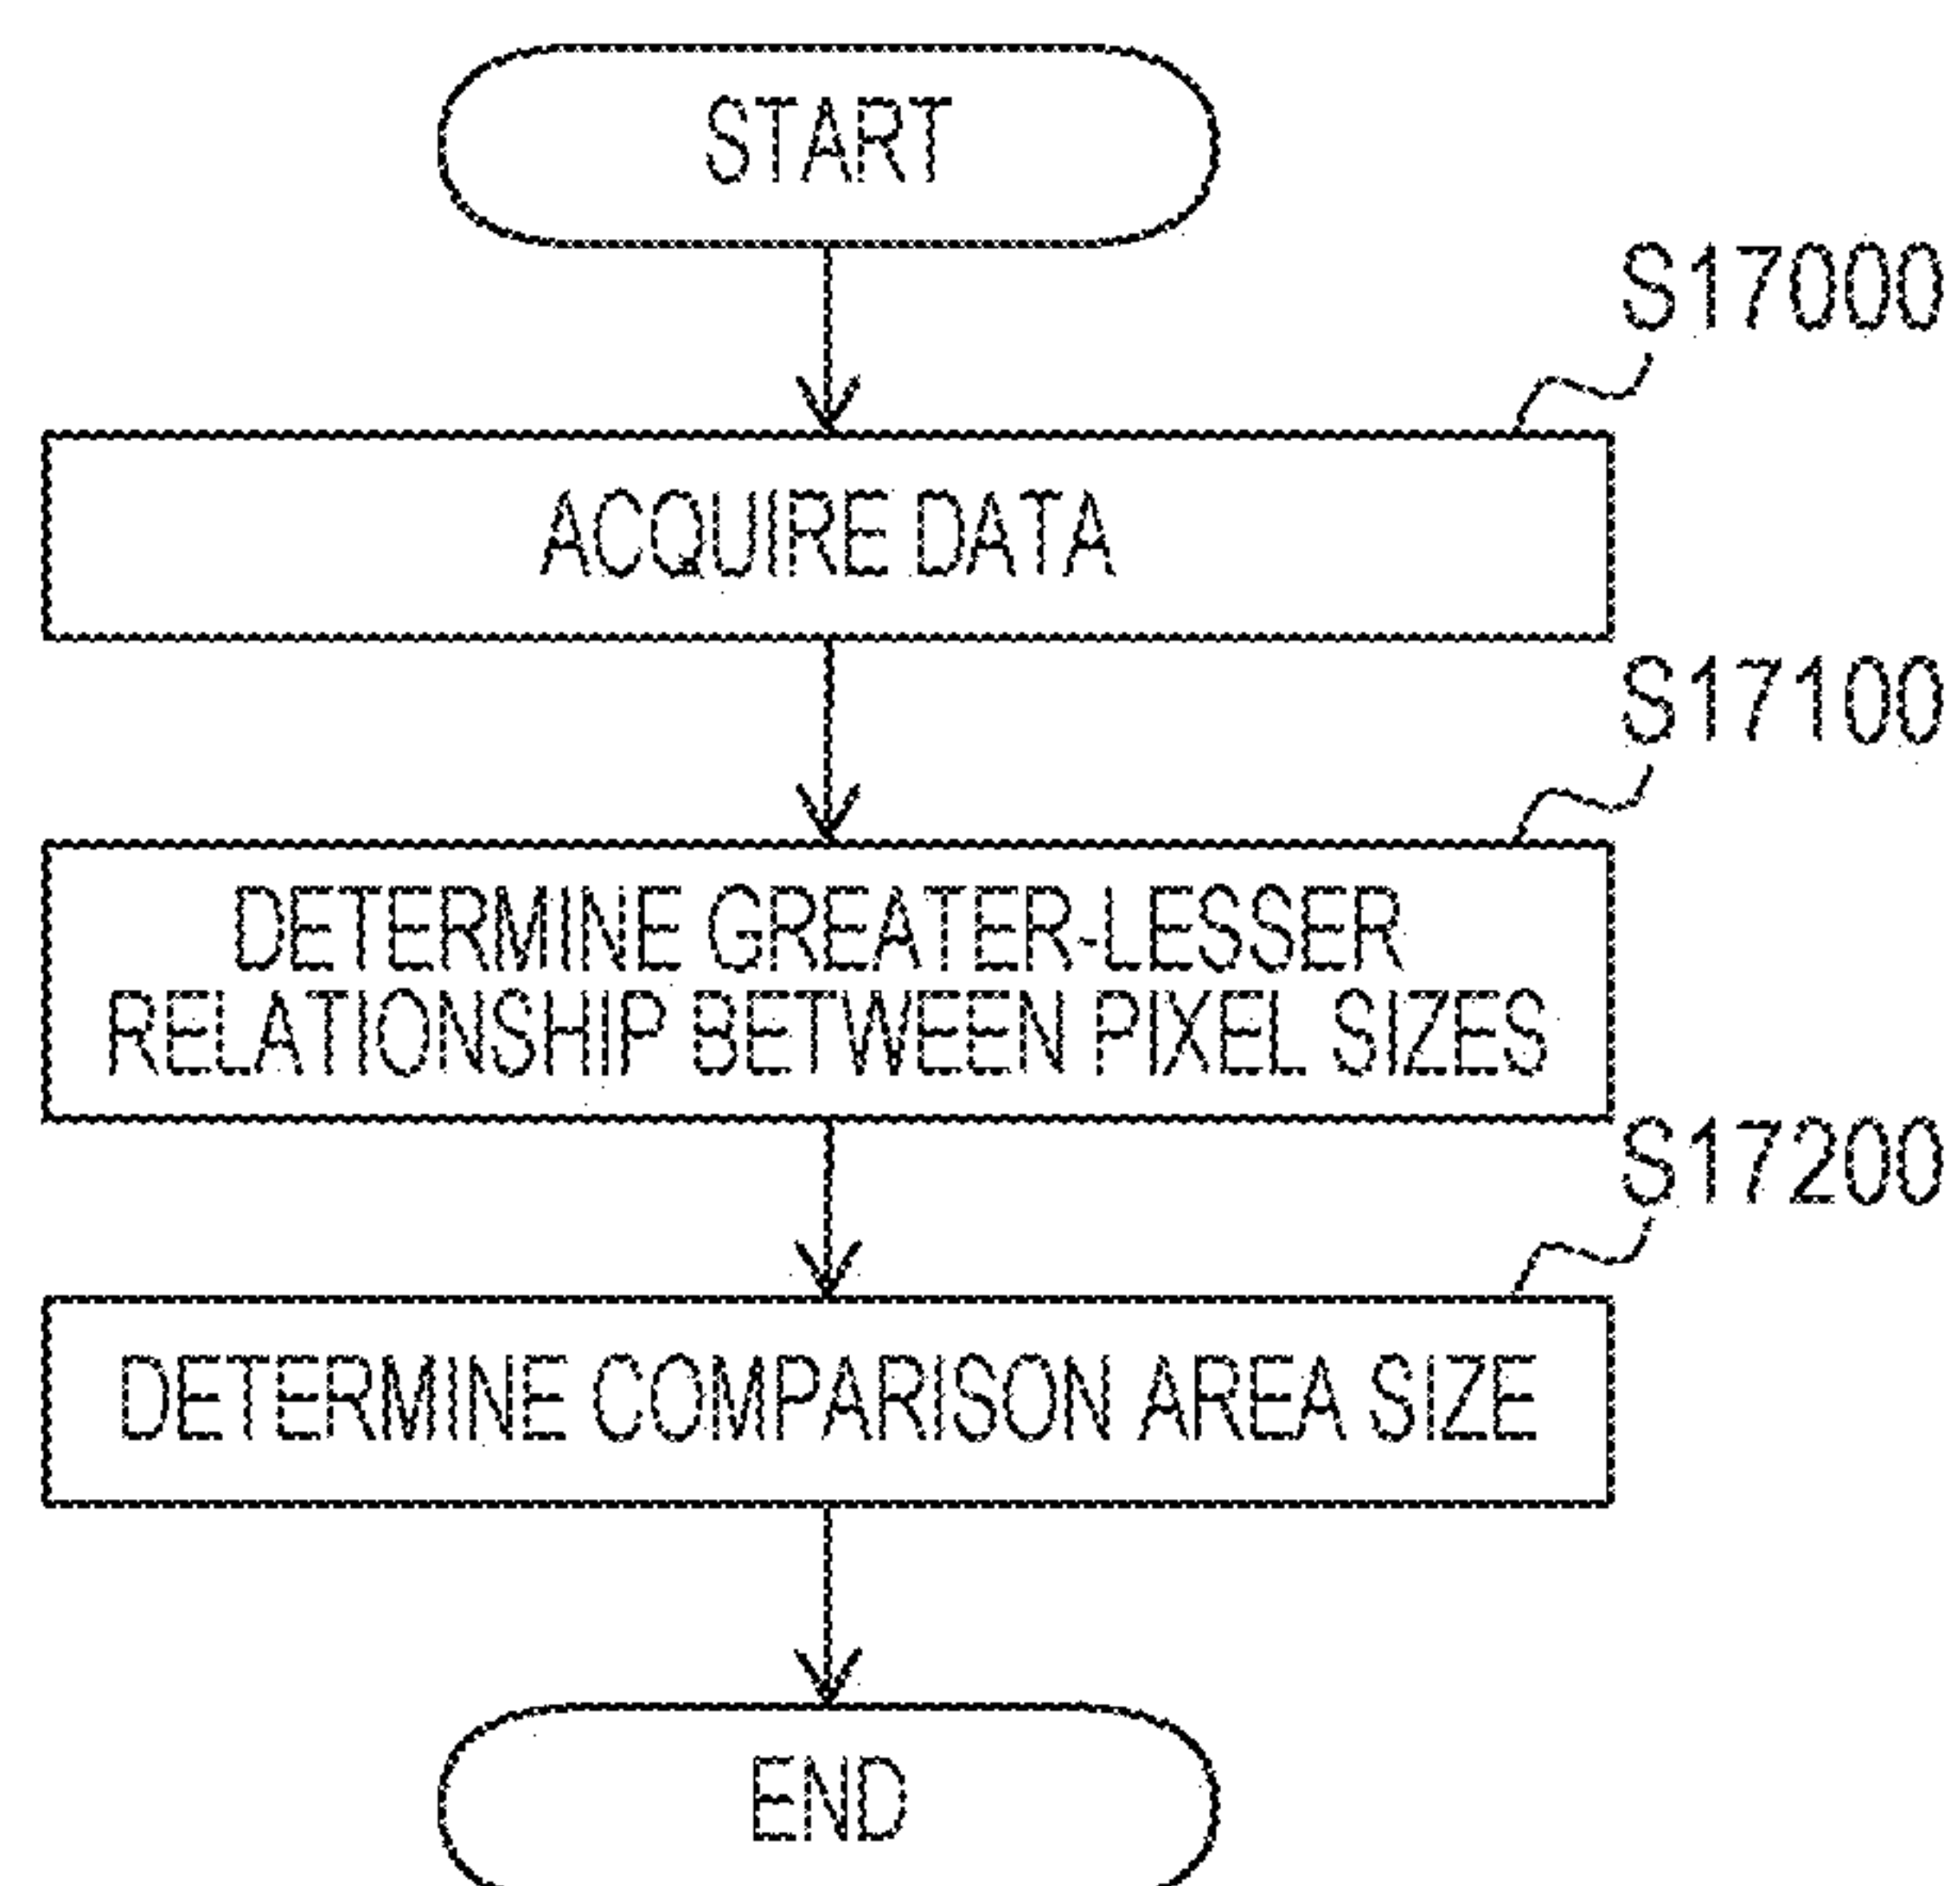 START
S17000
ACQUIRE DATA
S17100
DETERMINE GREATER-LESSER
RELATIONSHIP BETWEEN PIXEL SIZES
S17200
DETERMINE COMPARISON AREA SIZE
END